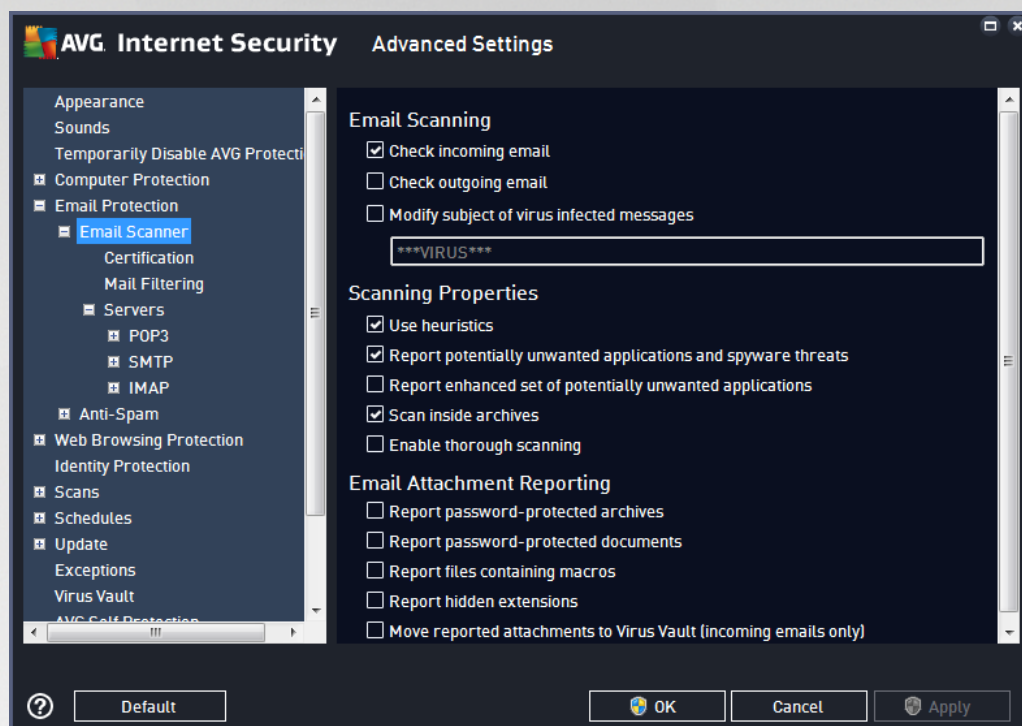 AVG. Internet Security Advanced Settings
Appearance
Sounds
Temporarily Disable AVG Protecti
Computer Protection
Email Protection
Email Scanner
Certification
Mail Filtering
Servers
POP3
SMTP
IMAP
Anti-Spam
Web Browsing Protection
Identity Protection
Scans
Schedules
Update
Exceptions
Virus Vault
AVG Self Protection
Email Scanning
Check incoming email
Check outgoing email
Modify subject of virus infected messages
***VIRUS***
Scanning Properties
Use heuristics
Report potentially unwanted applications and spyware threats
Report enhanced set of potentially unwanted applications
Scan inside archives
Enable thorough scanning
Email Attachment Reporting
Report password-protected archives
Report password-protected documents
Report files containing macros
Report hidden extensions
Move reported attachments to Virus Vault (incoming emails only)
? Default OK Cancel Apply